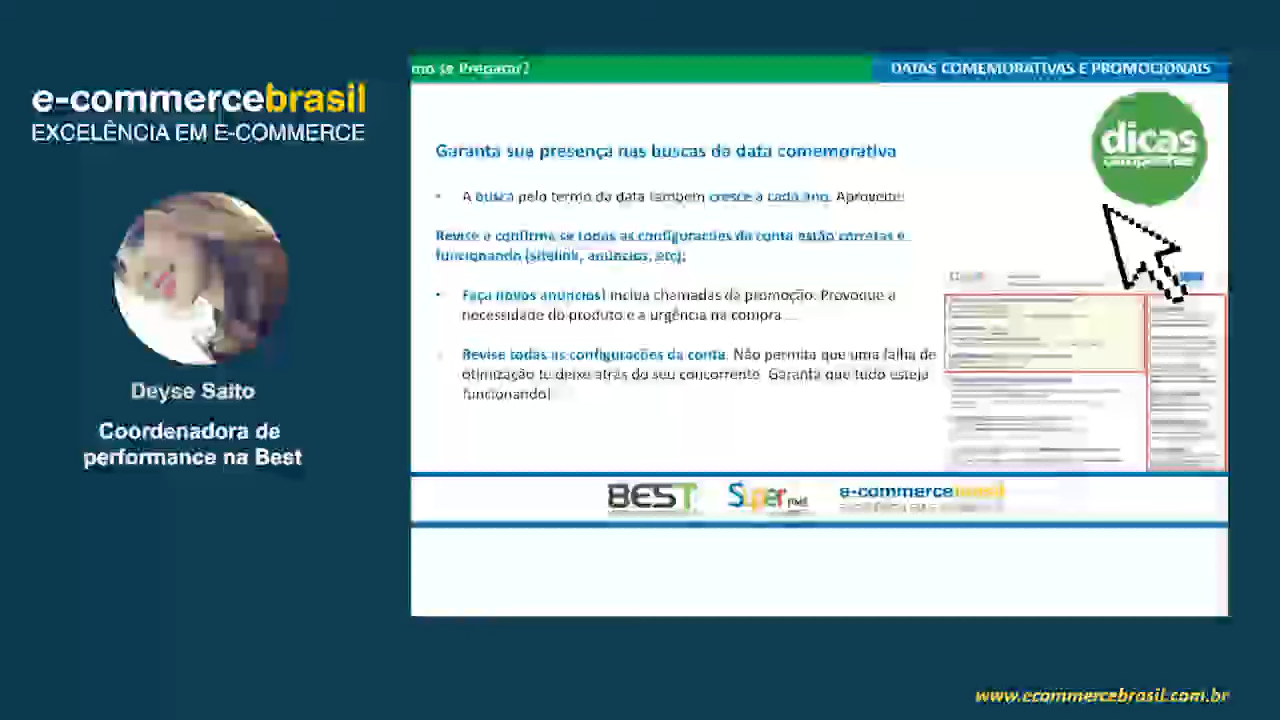 e-commercebrasil
EXCELÊNCIA EM E-COMMERCE
Deyse Saito
Coordenadora de
performance na Best
mo se Preparar?
DATAS COMEMORATIVAS E PROMOCIONAIS
dicas
Garanta sua presença nas buscas da data comemorativa
• A busca pelo termo da data também cresce a cada ano. Aproveite!
Revise e confirme se todas as configurações da conta estão corretas e
funcionando (sitelink, anúncios, etc);
• Faça novos anúncios! Inclua chamadas da promoção. Provoque a
necessidade do produto e a urgência na compra...
• Revise todas as configurações da conta. Não permita que uma falha de
otimização te deixe atrás do seu concorrente. Garanta que tudo esteja
funcionando!
BEST
Super
e-commercebrasil
www.ecommercebrasil.com.br